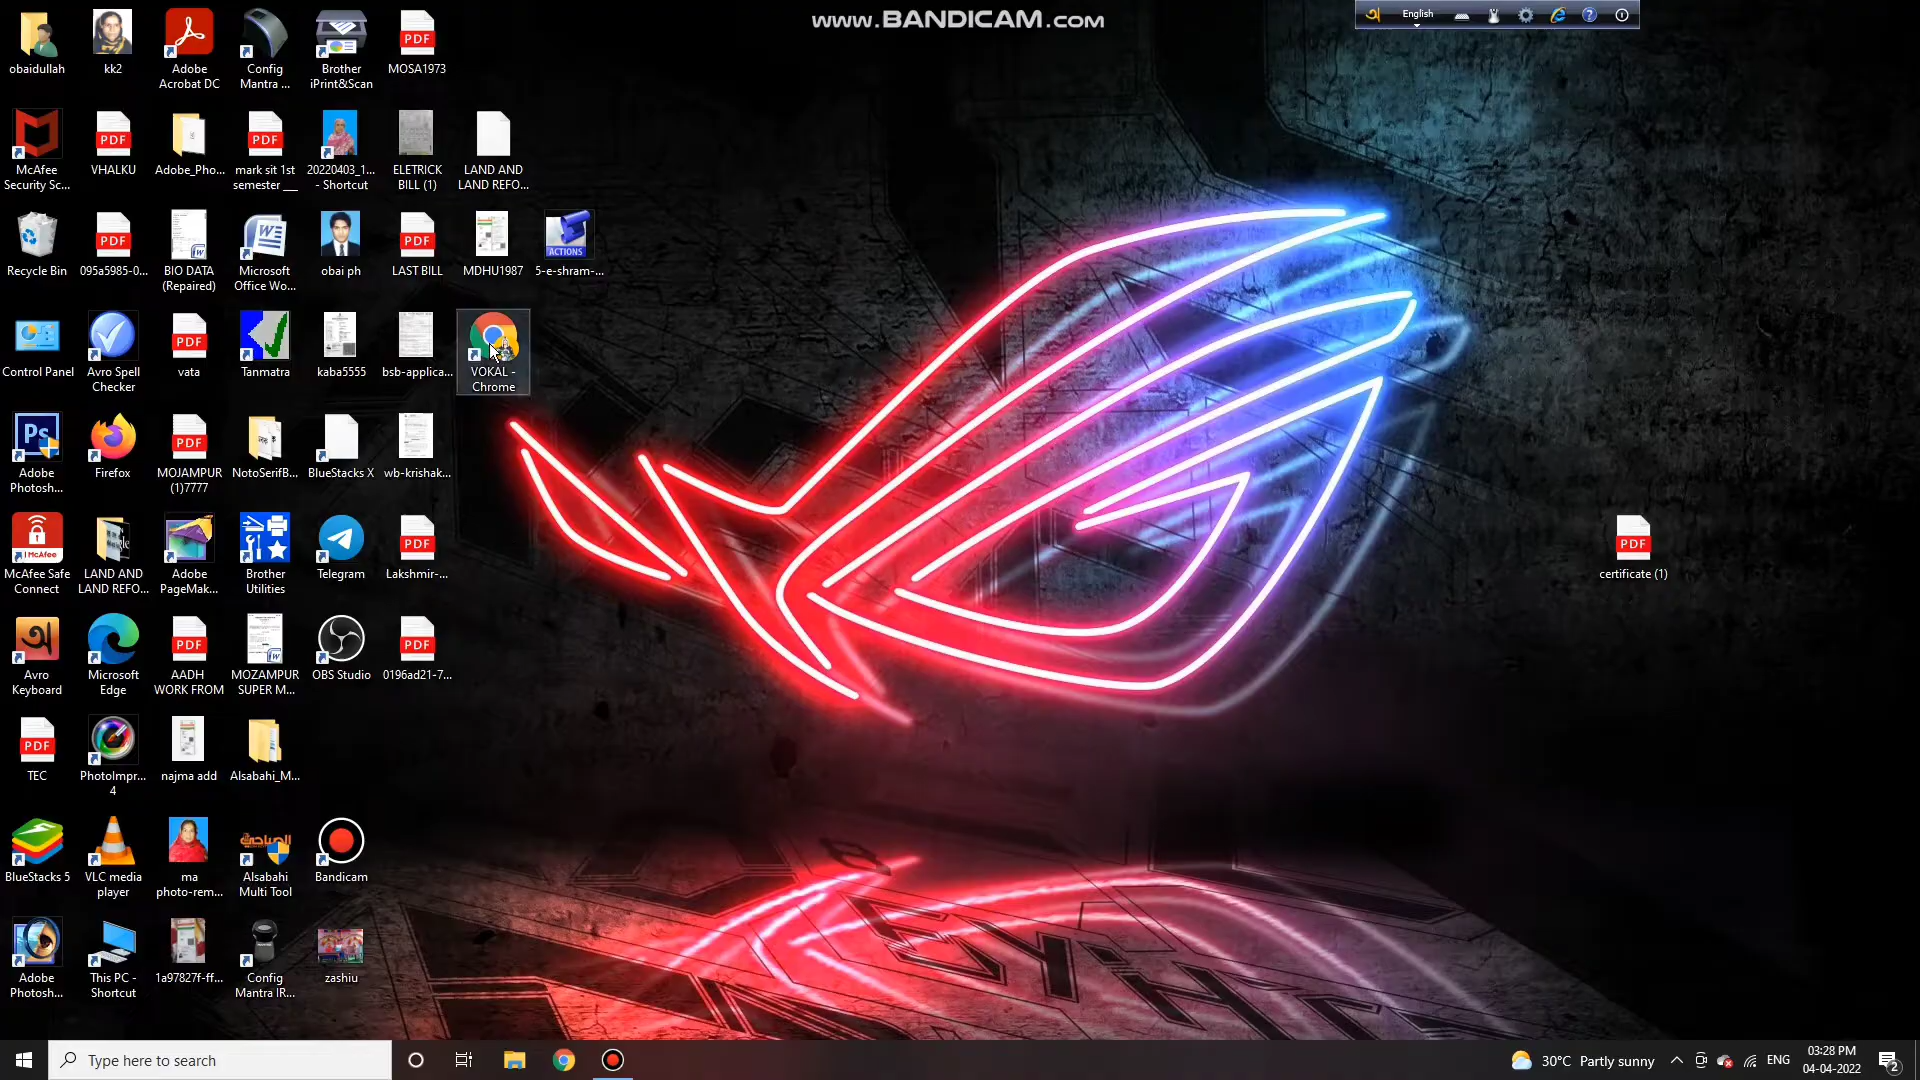 www.BANDICAM.com
অ English
obaidullah
kk2
Adobe
Acrobat DC
Config
Mantra ...
Brother
iPrint&Scan
PDF
MOSA1973
McAfee
Security Sc...
PDF
VHALKU
Adobe_Pho...
PDF
mark sit 1st
semester __
20220403_1...
- Shortcut
ELETRICK
BILL (1)
LAND AND
LAND REFO...
Recycle Bin
PDF
095a5985-0...
BIO DATA
(Repaired)
Microsoft
Office Wo...
obai ph
PDF
LAST BILL
MDHU1987
ACTIONS
5-e-shram-...
Control Panel
Avro Spell
Checker
PDF
vata
Tanmatra
kaba5555
bsb-applica...
VOKAL -
Chrome
Ps
Adobe
Photosh...
Firefox
PDF
MOJAMPUR
(1)7777
NotoSerifB...
BlueStacks X
wb-krishak...
McAfee
McAfee Safe
Connect
LAND AND
LAND REFO...
Adobe
PageMak...
Brother
Utilities
Telegram
PDF
Lakshmir-...
PDF
certificate (1)
অ
Avro
Keyboard
Microsoft
Edge
PDF
AADH
WORK FROM
MOZAMPUR
SUPER M...
OBS Studio
PDF
0196ad21-7...
PDF
TEC
PhotoImpr...
4
najma add
Alsabahi_M...
BlueStacks 5
VLC media
player
ma
photo-rem...
Alsabahi
Multi Tool
Bandicam
Adobe
Photosh...
This PC -
Shortcut
1a97827f-ff...
Config
Mantra IR...
zashiu
Type here to search
30°C Partly sunny
ENG
03:28 PM
04-04-2022
2